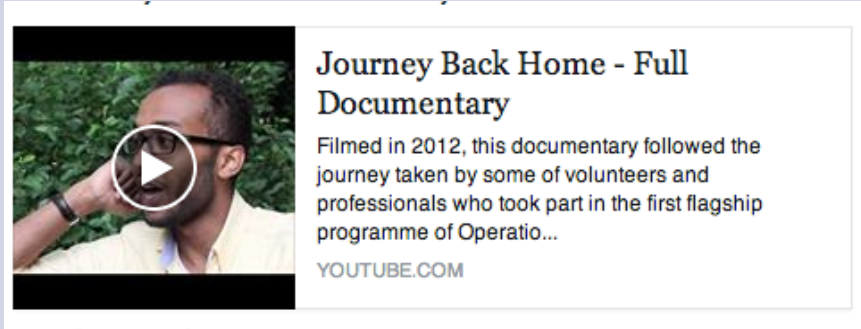 Journey Back Home - Full
Documentary
Filmed in 2012, this documentary followed the
journey taken by some of volunteers and
professionals who took part in the first flagship
programme of Operatio...
YOUTUBE.COM